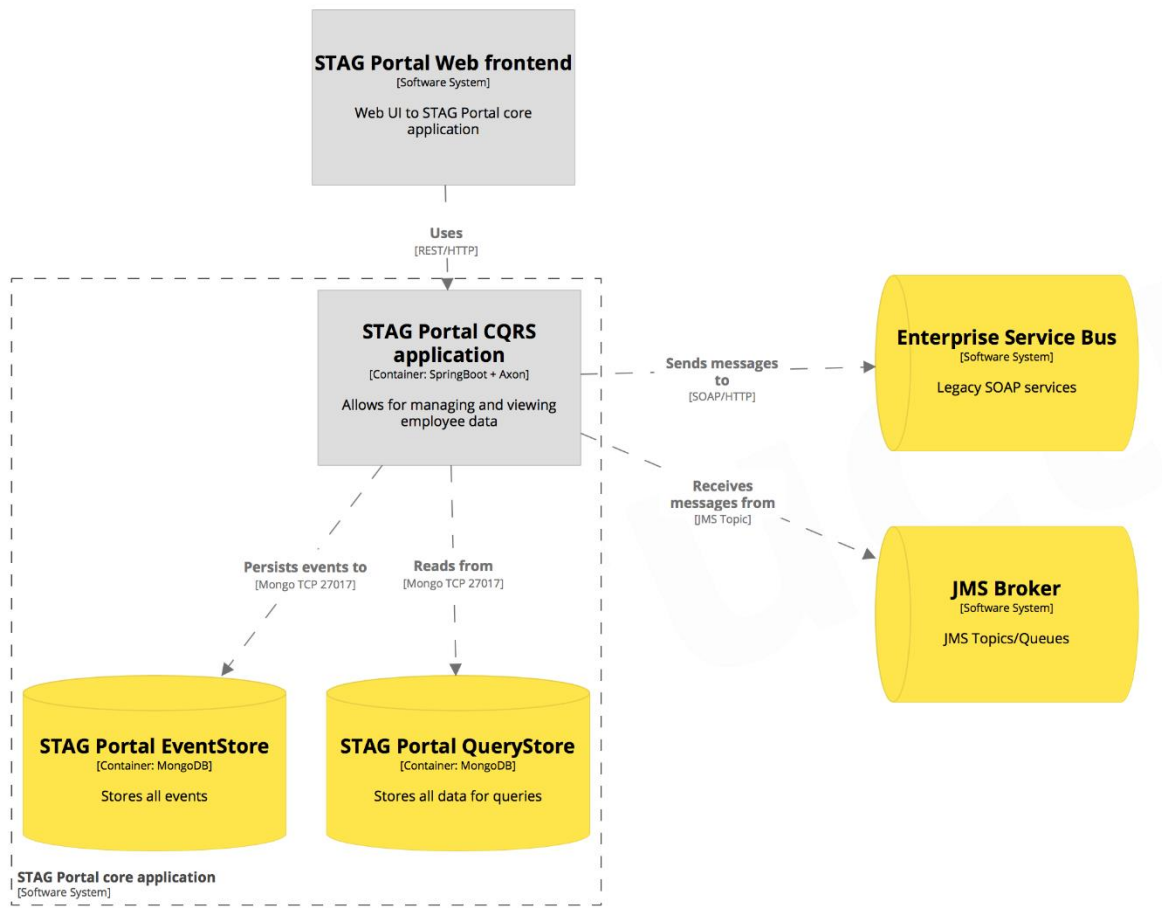 STAG Portal Web frontend
[Software System]
Web UI to STAG Portal core
application
Uses
[REST/HTTP]
STAG Portal CQRS
application
[Container: SpringBoot + Axon]
Allows for managing and viewing
employee data
Sends messages
to
[SOAP/HTTP]
Enterprise Service Bus
[Software System]
Legacy SOAP services
Receives
messages from
[JMS Topic]
JMS Broker
[Software System]
JMS Topics/Queues
Persists events to
[Mongo TCP 27017]
Reads from
[Mongo TCP 27017]
STAG Portal EventStore
[Container: MongoDB]
Stores all events
STAG Portal QueryStore
[Container: MongoDB]
Stores all data for queries
STAG Portal core application
[Software System]